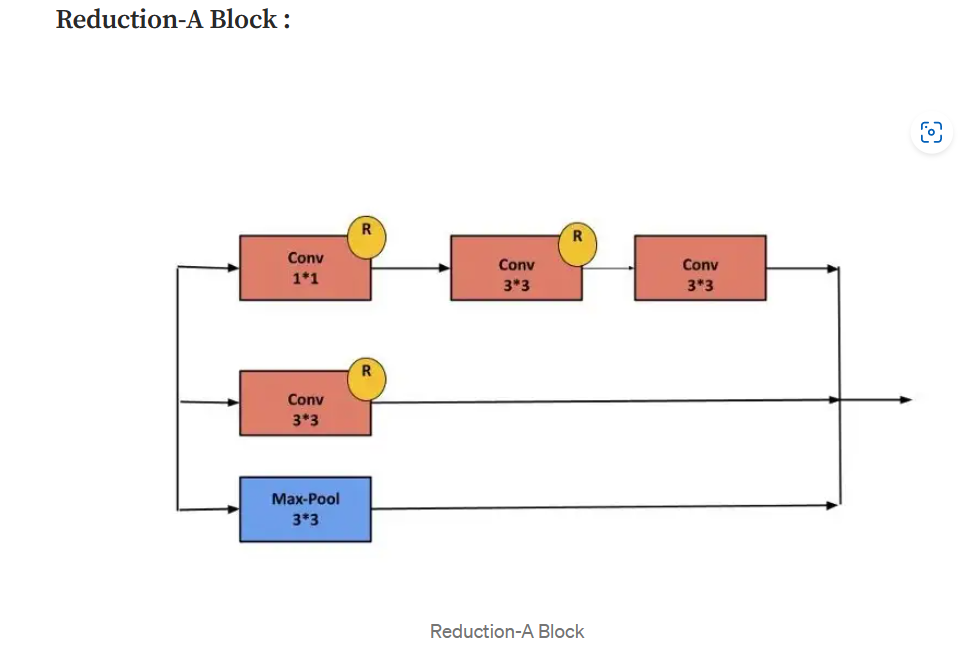 Reduction-A Block :
R
Conv
1*1
R
Conv
3*3
Conv
3*3
R
Conv
3*3
Max-Pool
3*3
Reduction-A Block